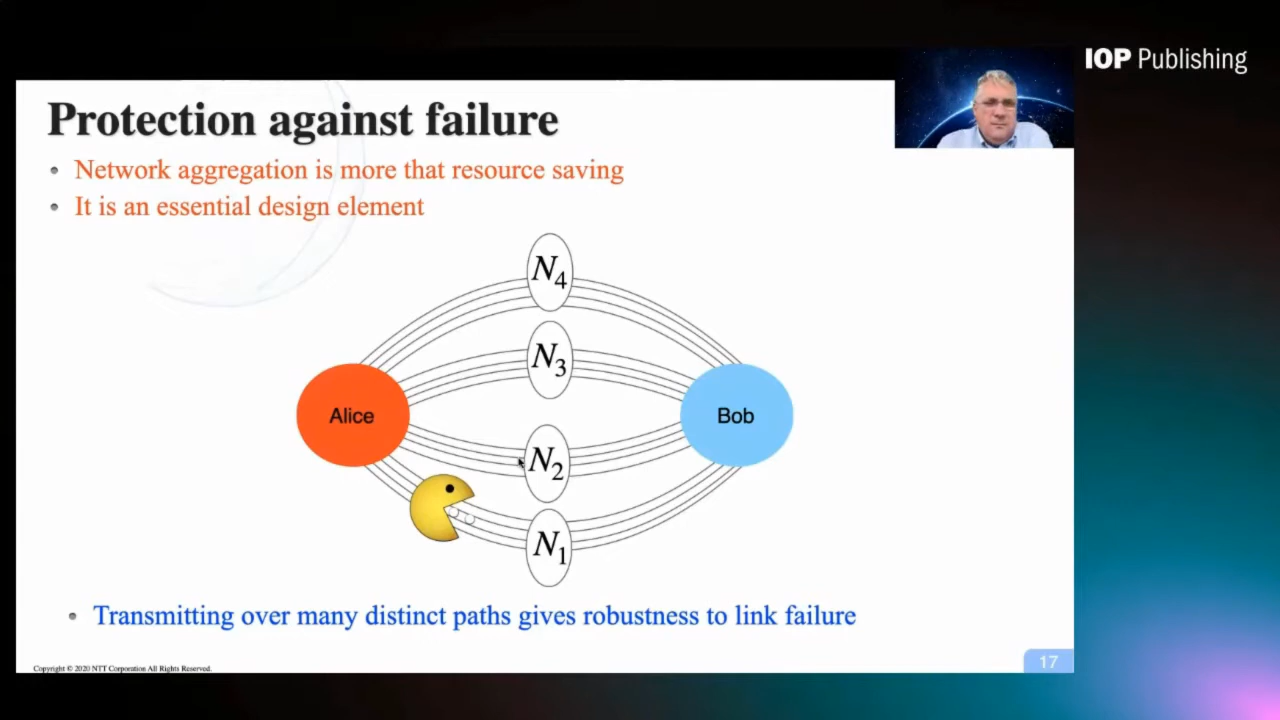 IOP Publishing
Protection against failure
• Network aggregation is more that resource saving
• It is an essential design element
N4
N3
Alice
Bob
N2
N1
• Transmitting over many distinct paths gives robustness to link failure
Copyright © 2020 NTT Corporation All Rights Reserved.
17